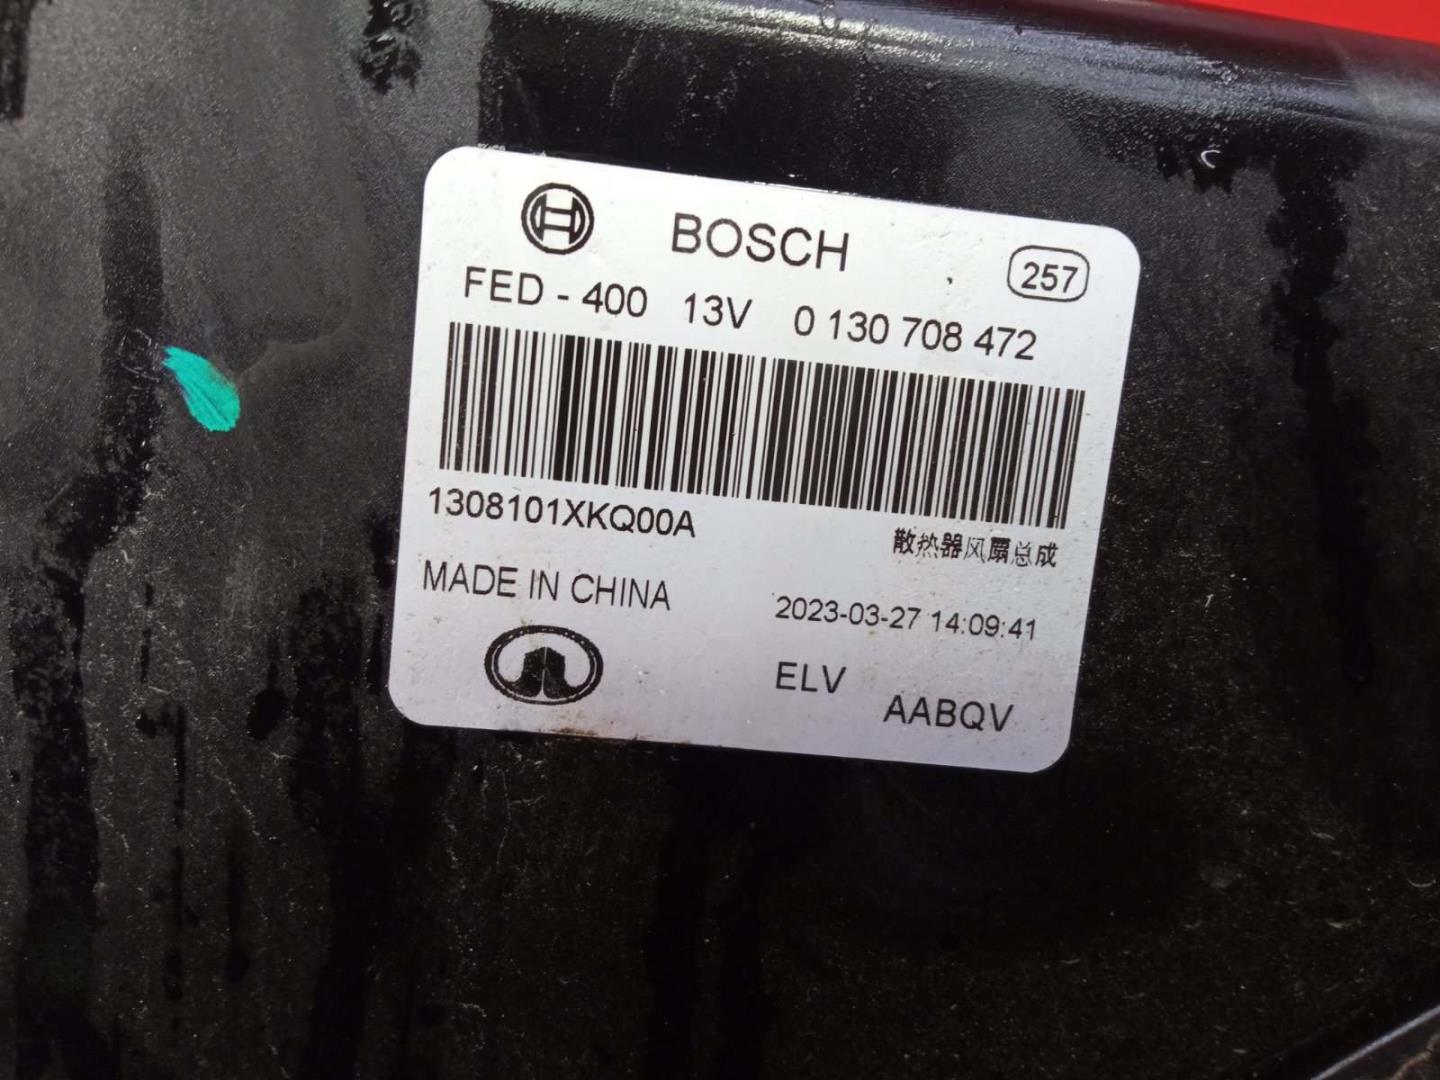 BOSCH
257
FED - 400 13V 0 130 708 472
1308101XKQ00A
散热器风扇总成
MADE IN CHINA
2023-03-27 14:09:41
ELV
AABQV